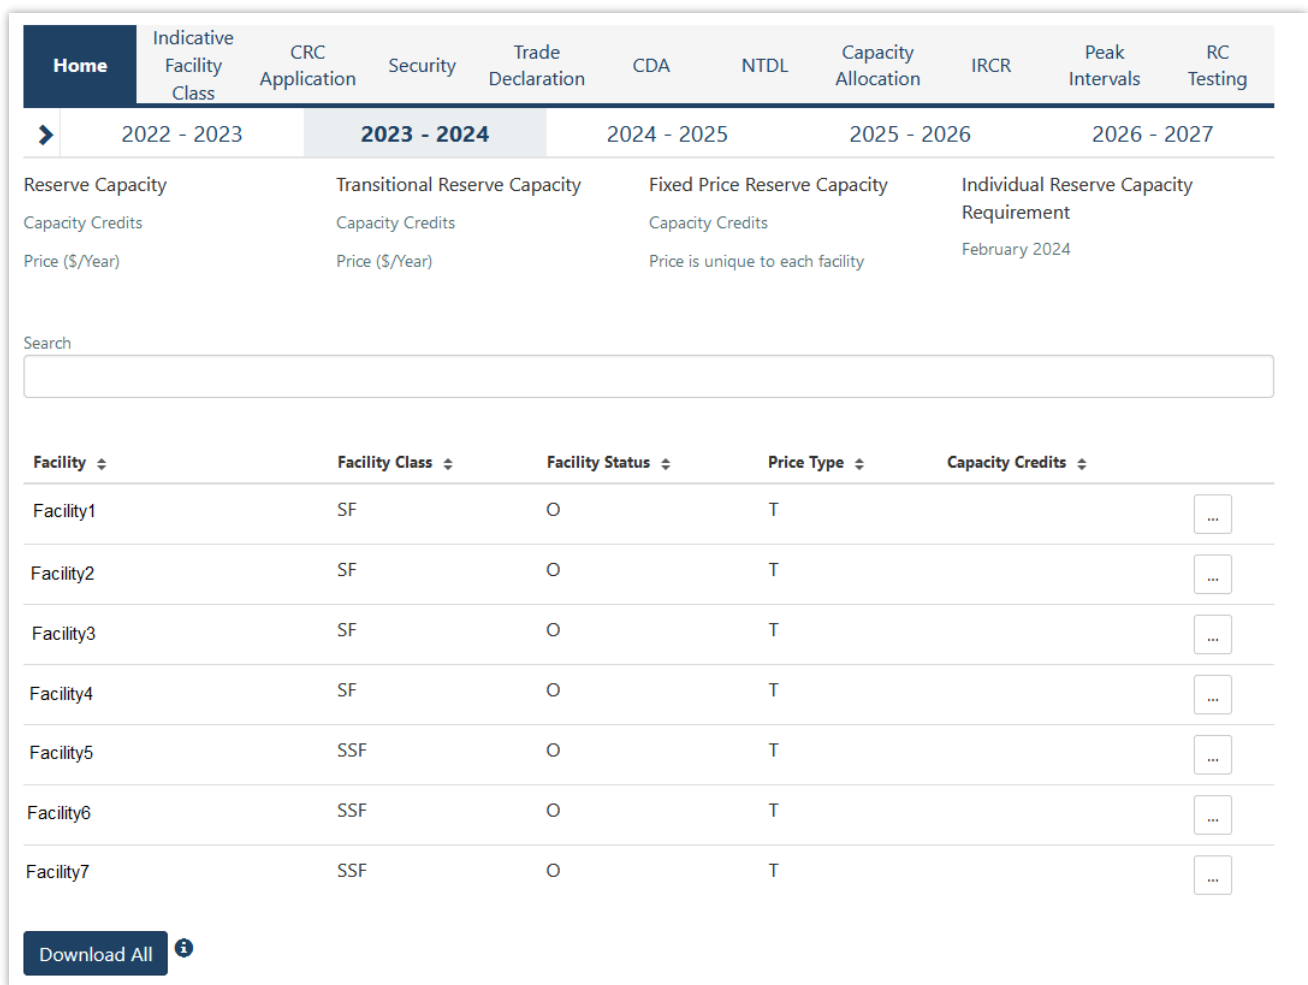 Home
Indicative
Facility
Class
CRC
Application
Security
Trade
Declaration
CDA
NTDL
Capacity
Allocation
IRCR
Peak
Intervals
RC
Testing
2022 - 2023
2023 - 2024
2024 - 2025
2025 - 2026
2026 - 2027
Reserve Capacity
Capacity Credits
Price ($/Year)
Transitional Reserve Capacity
Capacity Credits
Price ($/Year)
Fixed Price Reserve Capacity
Capacity Credits
Price is unique to each facility
Individual Reserve Capacity
Requirement
February 2024
Search
Facility Facility Class Facility Status Price Type Capacity Credits
Facility1 SF O T ...
Facility2 SF O T ...
Facility3 SF O T ...
Facility4 SF O T ...
Facility5 SSF O T ...
Facility6 SSF O T ...
Facility7 SSF O T ...
Download All i